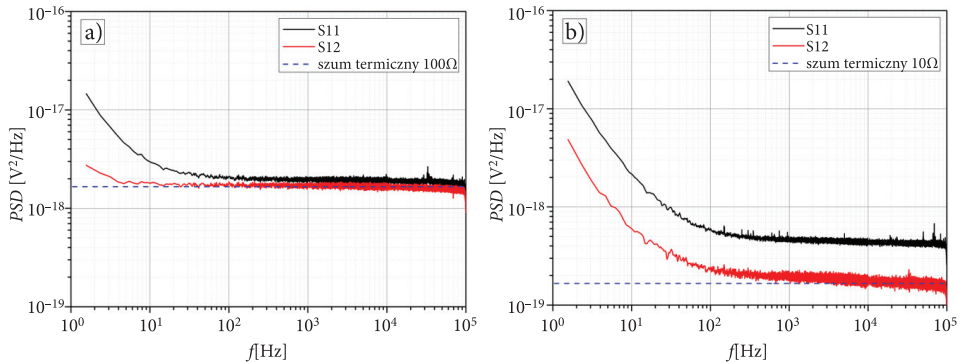 a)
S11
S12
szum termiczny 100Ω
PSD [V²/Hz]
10⁻¹⁶
10⁻¹⁷
10⁻¹⁸
10⁻¹⁹
10⁰ 10¹ 10² 10³ 10⁴ 10⁵
f[Hz]
b)
S11
S12
szum termiczny 10Ω
PSD [V²/Hz]
10⁻¹⁶
10⁻¹⁷
10⁻¹⁸
10⁻¹⁹
10⁰ 10¹ 10² 10³ 10⁴ 10⁵
f[Hz]